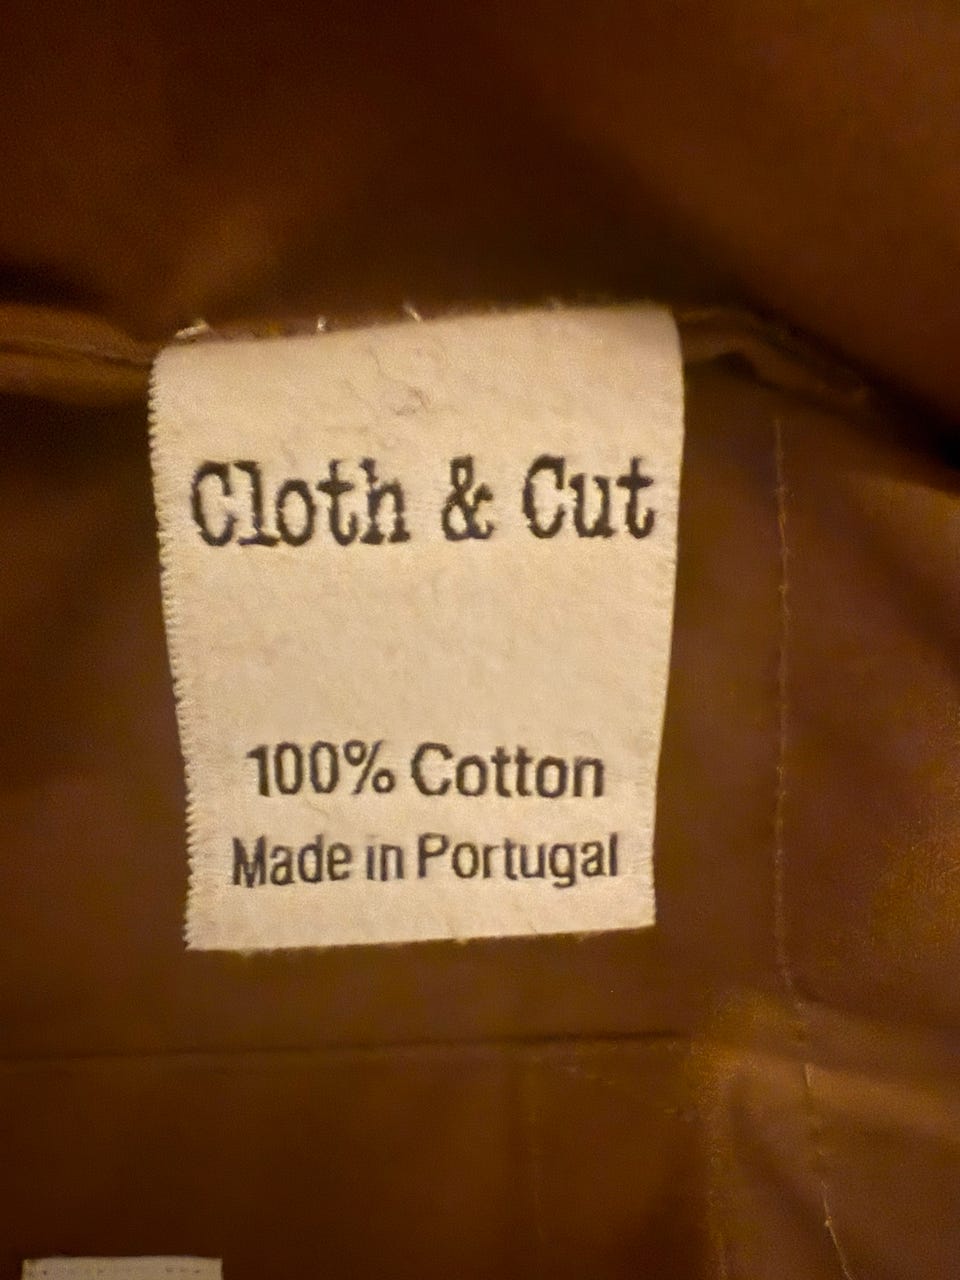 Cloth & Cut
100% Cotton
Made in Portugal